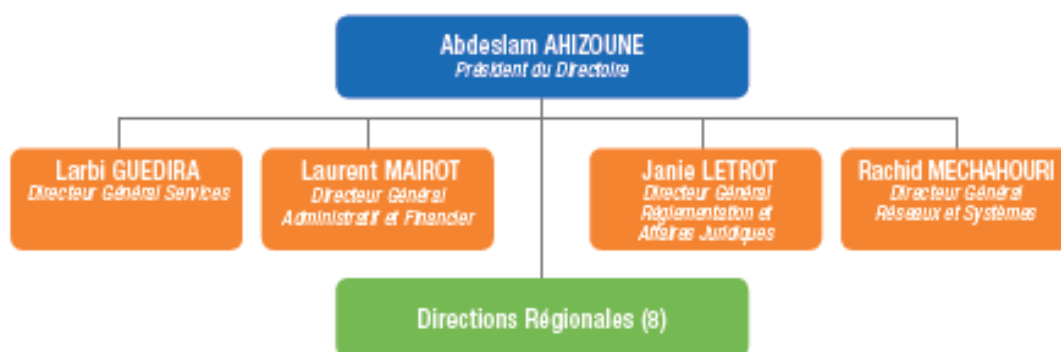 Abdeslam AHIZOUNE
Président du Directoire
Larbi GUEDIRA
Directeur Général Services
Laurent MAIROT
Directeur Général
Administratif et Financier
Janie LETROT
Directeur Général
Réglementation et
Affaires Juridiques
Rachid MECHAHOURI
Directeur Général
Réseaux et Systèmes
Directions Régionales (8)